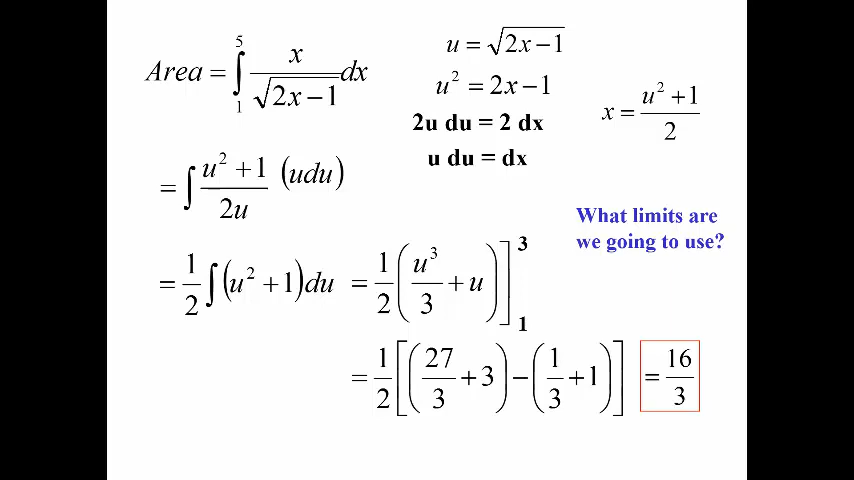 Area = ∫₁⁵ x/√(2x−1) dx
u = √(2x−1)
u² = 2x−1
2u du = 2 dx
u du = dx
x = (u²+1)/2
= ∫ (u²+1)/2u (udu)
What limits are
we going to use?
= 1/2 ∫(u²+1)du = 1/2 (u³/3 + u)]₁³
= 1/2 [(27/3 + 3) − (1/3 + 1)] = 16/3